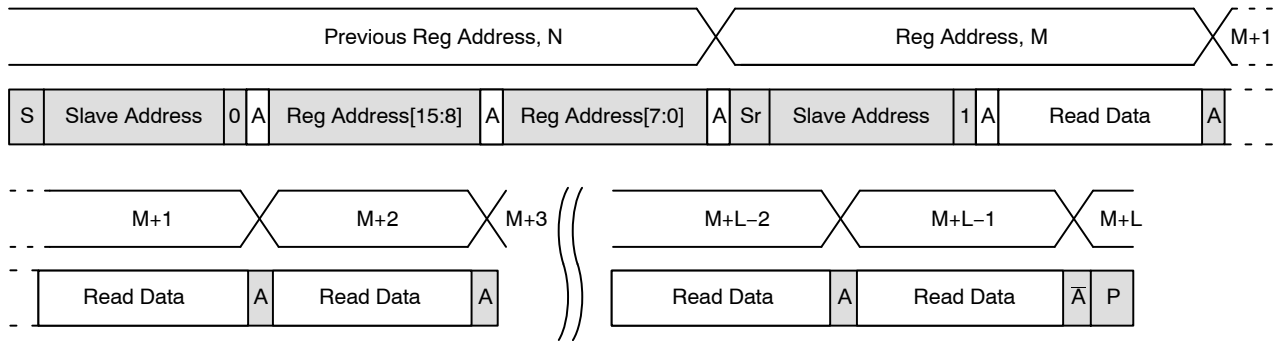 Previous Reg Address, N Reg Address, M M+1
S Slave Address 0 A Reg Address[15:8] A Reg Address[7:0] A Sr Slave Address 1 A Read Data A
M+1 M+2 M+3 M+L−2 M+L−1 M+L
Read Data A Read Data A Read Data A Read Data A̅ P